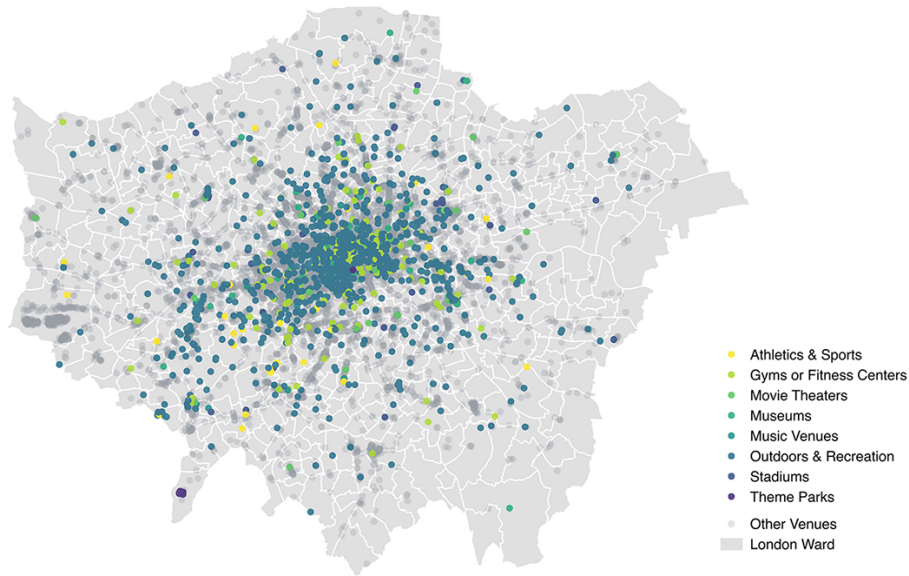 Athletics & Sports
Gyms or Fitness Centers
Movie Theaters
Museums
Music Venues
Outdoors & Recreation
Stadiums
Theme Parks
Other Venues
London Ward